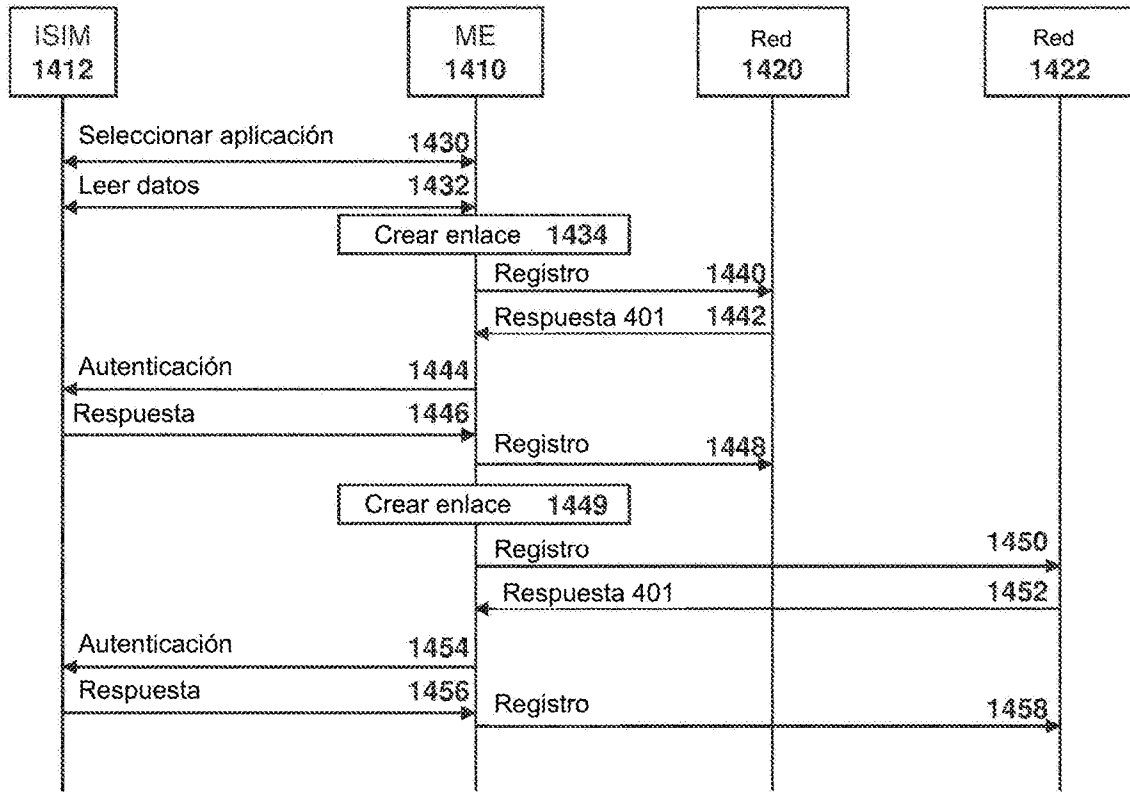 ISIM
1412
ME
1410
Red
1420
Red
1422
Seleccionar aplicación 1430
Leer datos 1432
Crear enlace 1434
Registro 1440
Respuesta 401 1442
Autenticación 1444
Respuesta 1446
Registro 1448
Crear enlace 1449
Registro 1450
Respuesta 401 1452
Autenticación 1454
Respuesta 1456
Registro 1458